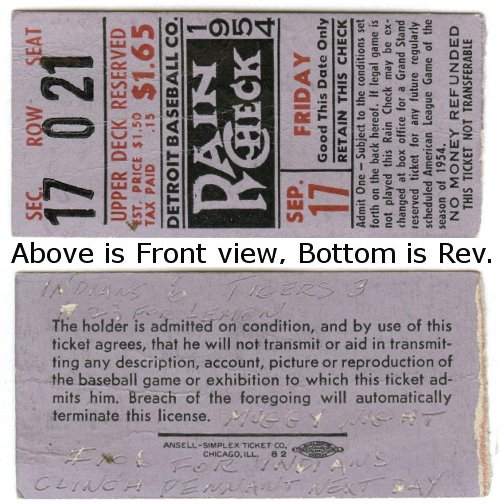 SEC. ROW SEAT
17 0 21
UPPER DECK RESERVED
EST. PRICE $1.50
TAX PAID .15
$1.65
DETROIT BASEBALL CO.
1954
RAIN
CHECK
SEP. FRIDAY
17 Good This Date Only
RETAIN THIS CHECK
Admit One - Subject to the conditions set
forth on the back hereof. If legal game is
not played this Rain Check may be ex-
changed at box office for a Grand Stand
reserved ticket for any future regularly
scheduled American League Game of the
season of 1954.
NO MONEY REFUNDED
THIS TICKET NOT TRANSFERABLE
Above is Front view, Bottom is Rev.
INDIANS 6 TIGERS 3
#23 FOR LEMON
The holder is admitted on condition, and by use of this
ticket agrees, that he will not transmit or aid in transmit-
ting any description, account, picture or reproduction of
the baseball game or exhibition to which this ticket ad-
mits him. Breach of the foregoing will automatically
terminate this license.
MUGGY NIGHT
ANSELL-SIMPLEX TICKET CO.
CHICAGO, ILL. 82
FOR INDIANS
CLINCH PENNANT NEXT DAY